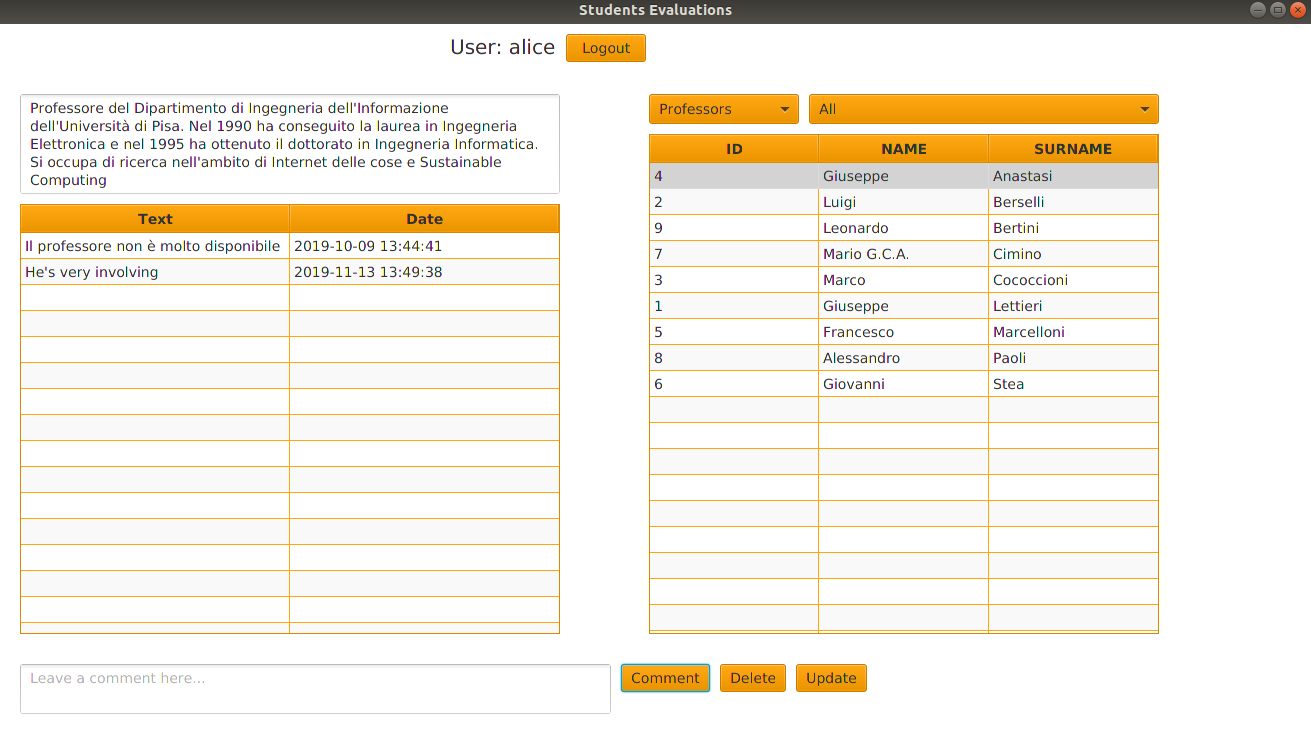 Students Evaluations
User: alice Logout
Professore del Dipartimento di Ingegneria dell'Informazione
dell'Università di Pisa. Nel 1990 ha conseguito la laurea in Ingegneria
Elettronica e nel 1995 ha ottenuto il dottorato in Ingegneria Informatica.
Si occupa di ricerca nell'ambito di Internet delle cose e Sustainable
Computing
Text Date
Il professore non è molto disponibile 2019-10-09 13:44:41
He's very involving 2019-11-13 13:49:38
Professors All
ID NAME SURNAME
4 Giuseppe Anastasi
2 Luigi Berselli
9 Leonardo Bertini
7 Mario G.C.A. Cimino
3 Marco Cococcioni
1 Giuseppe Lettieri
5 Francesco Marcelloni
8 Alessandro Paoli
6 Giovanni Stea
Leave a comment here... Comment Delete Update